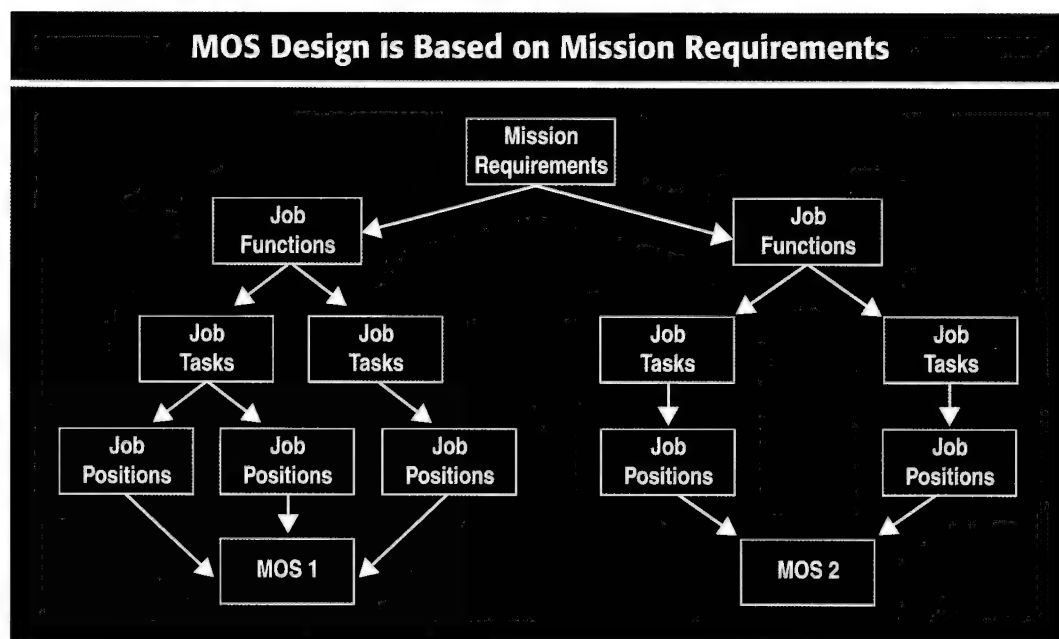 MOS Design is Based on Mission Requirements
Mission
Requirements
Job
Functions
Job
Functions
Job
Tasks
Job
Tasks
Job
Tasks
Job
Tasks
Job
Positions
Job
Positions
Job
Positions
Job
Positions
Job
Positions
MOS 1
MOS 2